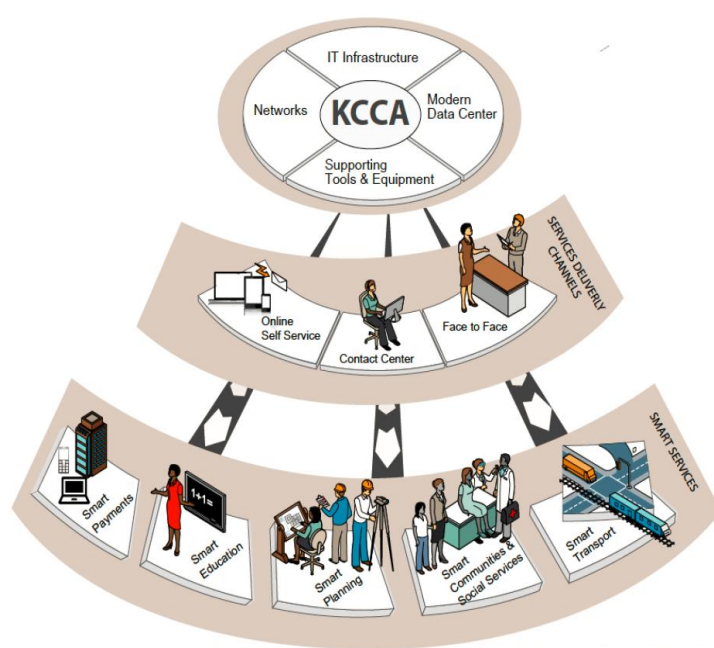 IT Infrastructure
Networks
KCCA
Modern
Data Center
Supporting
Tools & Equipment
SERVICES DELIVERLY
CHANNELS
Online
Self Service
Contact Center
Face to Face
SMART SERVICES
Smart
Payments
1+1=
Smart
Education
Smart
Planning
Smart
Communities &
Social Services
Smart
Transport